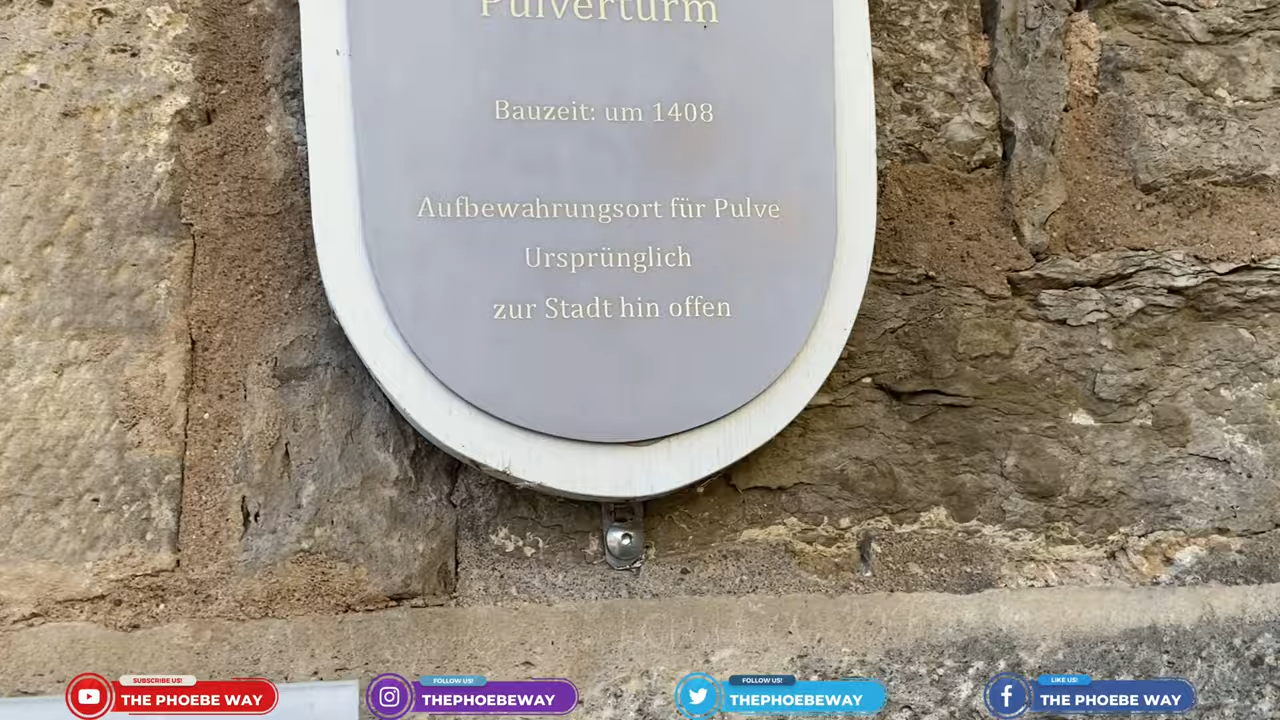 Pulverturm
Bauzeit: um 1408
Aufbewahrungsort für Pulve
Ursprünglich
zur Stadt hin offen
SUBSCRIBE US!
THE PHOEBE WAY
FOLLOW US!
THEPHOEBEWAY
FOLLOW US!
THEPHOEBEWAY
LIKE US!
THE PHOEBE WAY